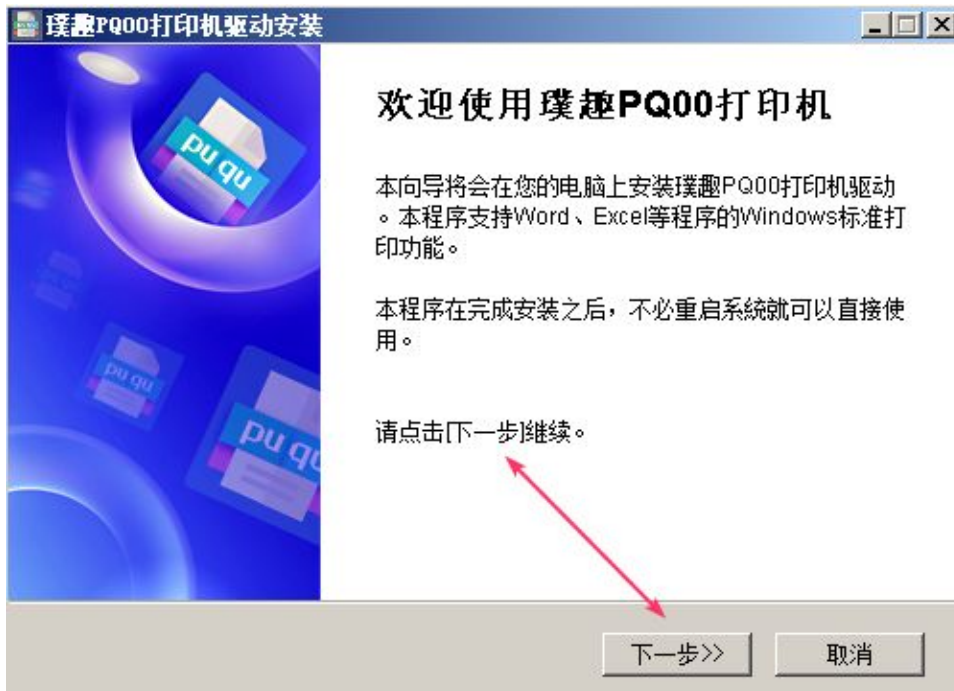 璞趣PQ00打印机驱动安装
pu qu
pu qu
pu qu
欢迎使用璞趣PQ00打印机
本向导将会在您的电脑上安装璞趣PQ00打印机驱动
。本程序支持Word、Excel等程序的Windows标准打
印功能。
本程序在完成安装之后，不必重启系统就可以直接使
用。
请点击[下一步]继续。
下一步>>
取消